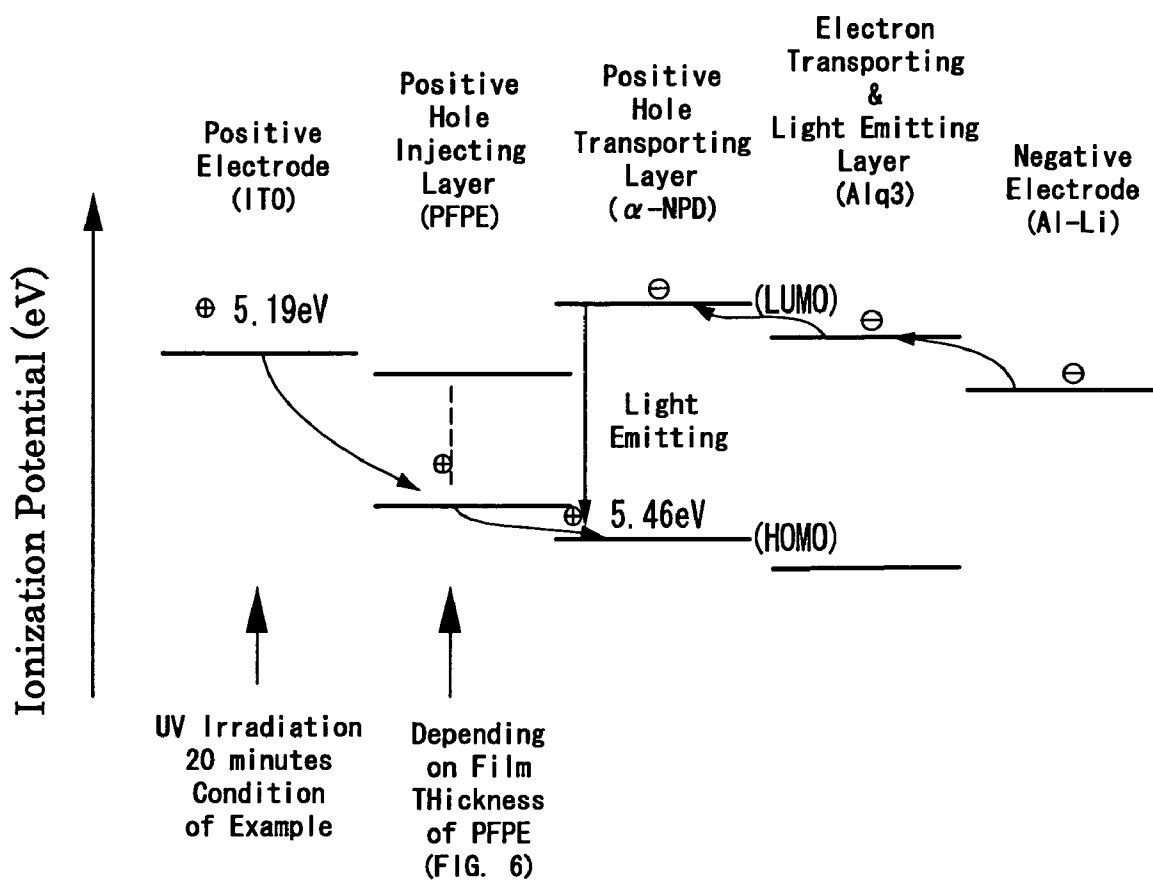 Positive
Electrode
(ITO)
Positive
Hole
Injecting
Layer
(PFPE)
Positive
Hole
Transporting
Layer
(α-NPD)
Electron
Transporting
&
Light Emitting
Layer
(Alq3)
Negative
Electrode
(Al-Li)
Ionization Potential (eV)
⊕ 5.19eV
⊖
(LUMO)
⊖
⊖
Light
Emitting
⊕
⊕ 5.46eV
(HOMO)
UV Irradiation
20 minutes
Condition
of Example
Depending
on Film
THickness
of PFPE
(FIG. 6)